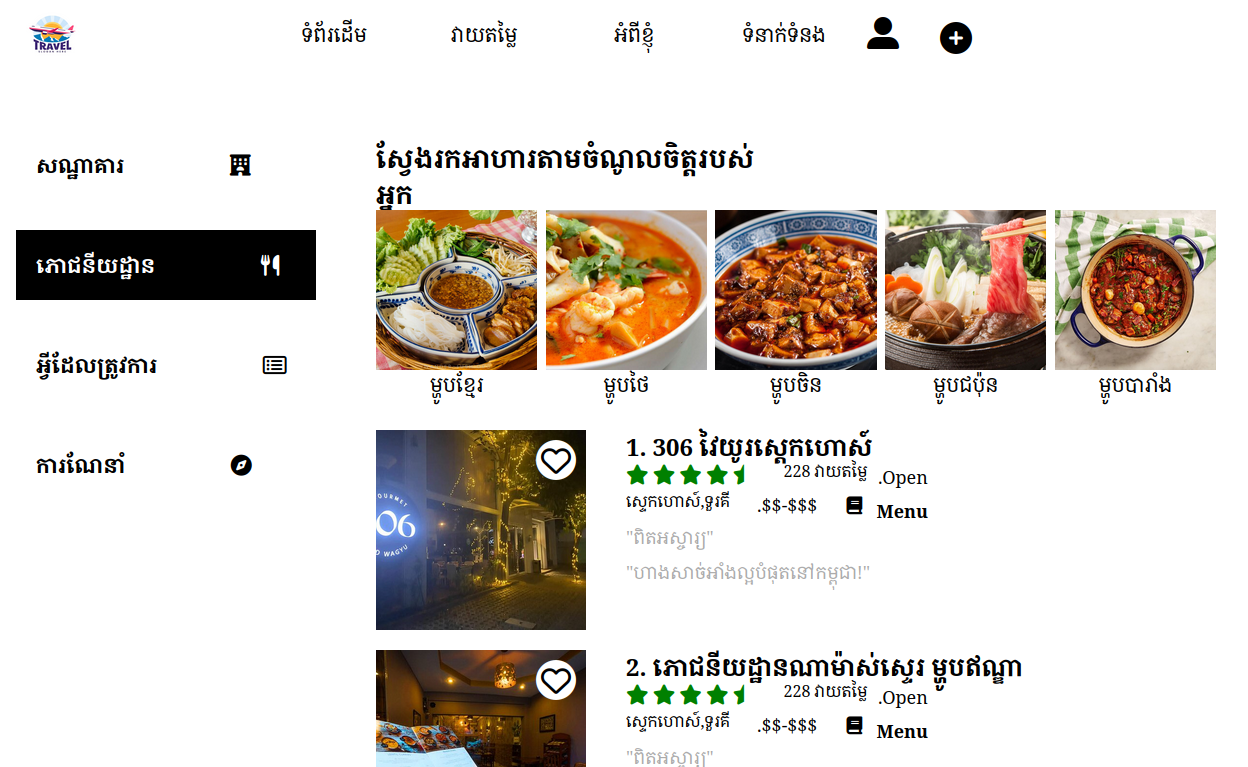 TRAVEL
ទំព័រដើម
វាយតម្លៃ
អំពីខ្ញុំ
ទំនាក់ទំនង
សណ្ឋាគារ
ភោជនីយដ្ឋាន
អ្វីដែលត្រូវការ
ការណែនាំ
ស្វែងរកអាហារតាមចំណូលចិត្តរបស់
អ្នក
ម្ហូបខ្មែរ
ម្ហូបថៃ
ម្ហូបចិន
ម្ហូបជប៉ុន
ម្ហូបបារាំង
1. 306 វៃយូរស្តេកហោស៍
228 វាយតម្លៃ
.Open
ស្ទេកហោស៍,ទួរគី
.$$-$$$
Menu
"ពិតអស្ចារ្យ"
"ហាងសាច់អាំងល្អបំផុតនៅកម្ពុជា!"
GOURMET
06
D WAGYU
2. ភោជនីយដ្ឋានណាម៉ាស់ស្ទេរ ម្ហូបឥណ្ឌា
228 វាយតម្លៃ
.Open
ស្ទេកហោស៍,ទួរគី
.$$-$$$
Menu
"ពិតអស្ចារ្យ"